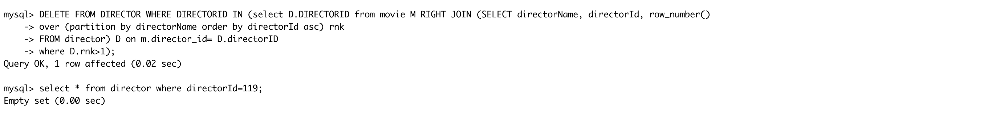 mysql> DELETE FROM DIRECTOR WHERE DIRECTORID IN (select D.DIRECTORID from movie M RIGHT JOIN (SELECT directorName, directorId, row_number()
    -> over (partition by directorName order by directorId asc) rnk
    -> FROM director) D on m.director_id= D.directorID
    -> where D.rnk>1);
Query OK, 1 row affected (0.02 sec)

mysql> select * from director where directorId=119;
Empty set (0.00 sec)